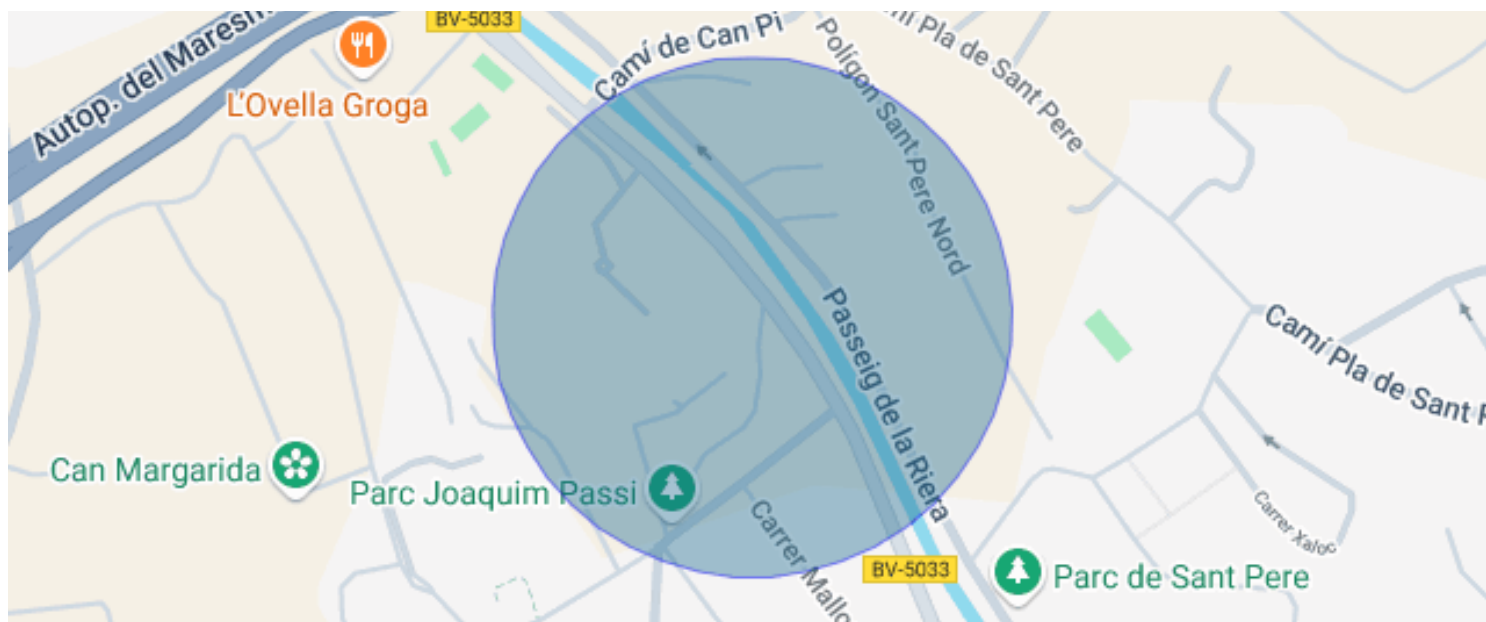 BV-5033
Autop. del Maresm
L'Ovella Groga
Camí de Can Pi
Polígon Sant Pere Nord
mí Pla de Sant Pere
Passeig de la Riera
Camí Pla de Sant P
Can Margarida
Parc Joaquim Passi
Carrer Mallo
Carrer Xaloc
BV-5033
Parc de Sant Pere